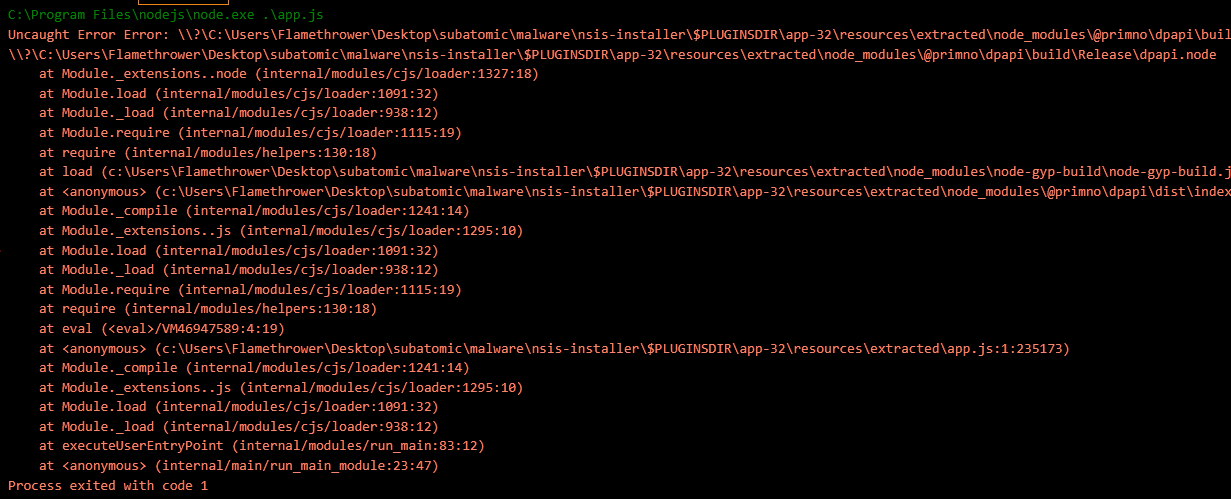 C:\Program Files\nodejs\node.exe .\app.js
Uncaught Error Error: \\?\C:\Users\Flamethrower\Desktop\subatomic\malware\nsis-installer\$PLUGINSDIR\app-32\resources\extracted\node_modules\@primno\dpapi\buil
\\?\C:\Users\Flamethrower\Desktop\subatomic\malware\nsis-installer\$PLUGINSDIR\app-32\resources\extracted\node_modules\@primno\dpapi\build\Release\dpapi.node
at Module._extensions..node (internal/modules/cjs/loader:1327:18)
at Module.load (internal/modules/cjs/loader:1091:32)
at Module._load (internal/modules/cjs/loader:938:12)
at Module.require (internal/modules/cjs/loader:1115:19)
at require (internal/modules/helpers:130:18)
at load (c:\Users\Flamethrower\Desktop\subatomic\malware\nsis-installer\$PLUGINSDIR\app-32\resources\extracted\node_modules\node-gyp-build\node-gyp-build.j
at <anonymous> (c:\Users\Flamethrower\Desktop\subatomic\malware\nsis-installer\$PLUGINSDIR\app-32\resources\extracted\node_modules\@primno\dpapi\dist\index
at Module._compile (internal/modules/cjs/loader:1241:14)
at Module._extensions..js (internal/modules/cjs/loader:1295:10)
at Module.load (internal/modules/cjs/loader:1091:32)
at Module._load (internal/modules/cjs/loader:938:12)
at Module.require (internal/modules/cjs/loader:1115:19)
at require (internal/modules/helpers:130:18)
at eval (<eval>/VM46947589:4:19)
at <anonymous> (c:\Users\Flamethrower\Desktop\subatomic\malware\nsis-installer\$PLUGINSDIR\app-32\resources\extracted\app.js:1:235173)
at Module._compile (internal/modules/cjs/loader:1241:14)
at Module._extensions..js (internal/modules/cjs/loader:1295:10)
at Module.load (internal/modules/cjs/loader:1091:32)
at Module._load (internal/modules/cjs/loader:938:12)
at executeUserEntryPoint (internal/modules/run_main:83:12)
at <anonymous> (internal/main/run_main_module:23:47)
Process exited with code 1